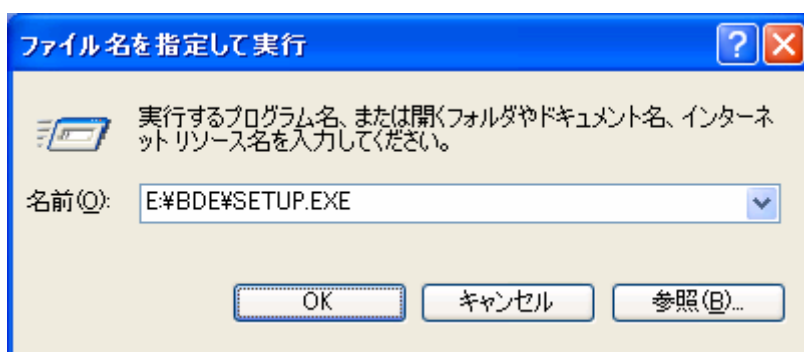 ファイル名を指定して実行
実行するプログラム名、または開くフォルダやドキュメント名、インターネ
ット リソース名を入力してください。
名前(O): E:¥BDE¥SETUP.EXE
OK キャンセル 参照(B)...